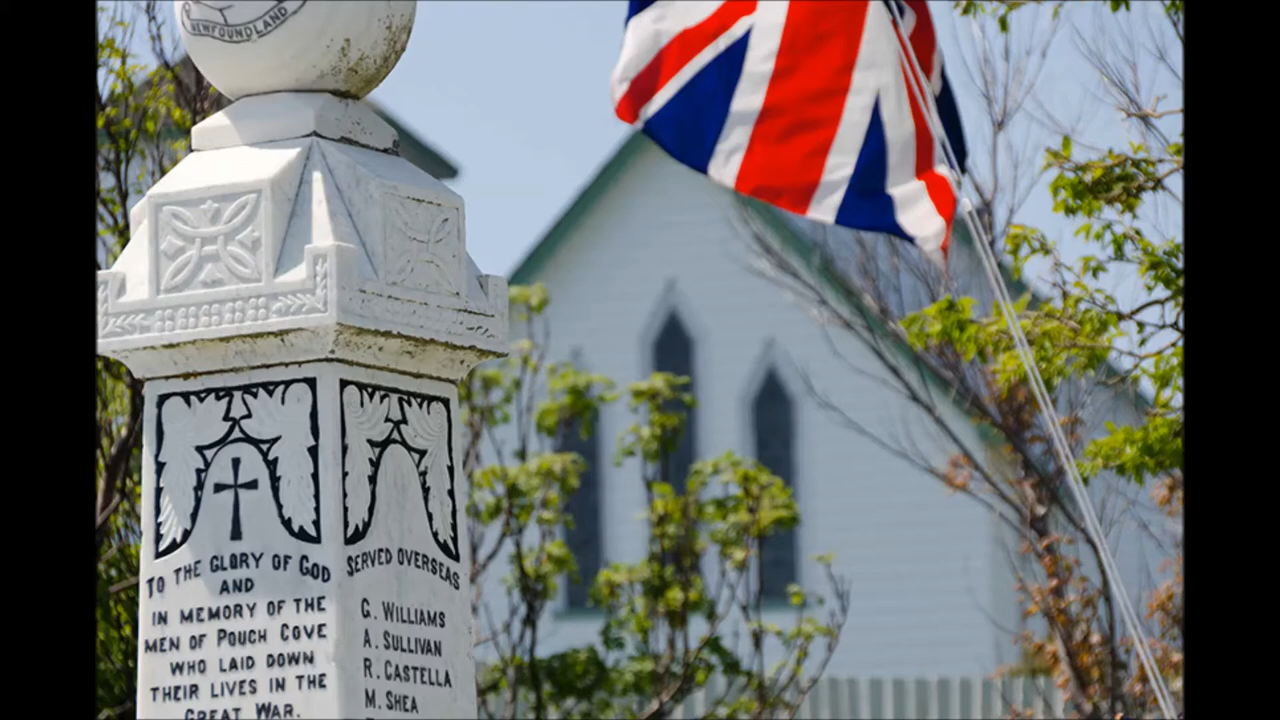 NEWFOUNDLAND
TO THE GLORY OF GOD
AND
IN MEMORY OF THE
MEN OF POUCH COVE
WHO LAID DOWN
THEIR LIVES IN THE
GREAT WAR.
SERVED OVERSEAS
G. WILLIAMS
A. SULLIVAN
R. CASTELLA
M. SHEA